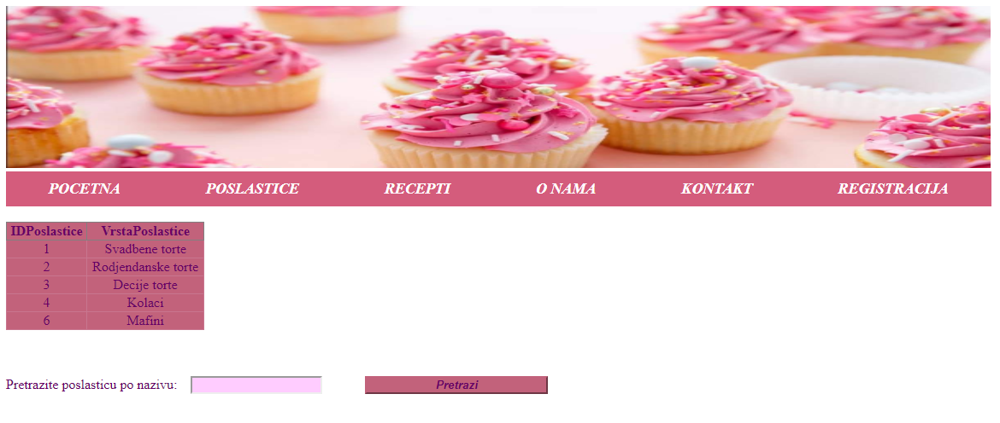 POCETNA POSLASTICE RECEPTI O NAMA KONTAKT REGISTRACIJA
IDPoslastice VrstaPoslastice
1 Svadbene torte
2 Rodjendanske torte
3 Decije torte
4 Kolaci
6 Mafini
Pretrazite poslasticu po nazivu: Pretrazi